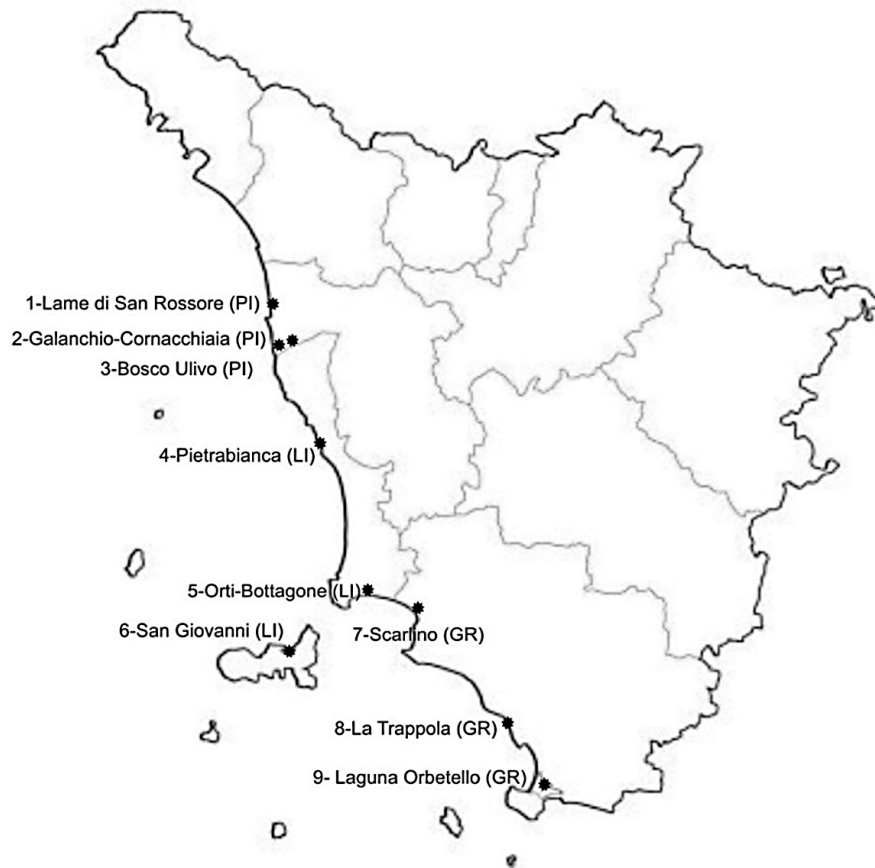 1-Lame di San Rossore (PI)
2-Galanchio-Cornacchiaia (PI)
3-Bosco Ulivo (PI)
4-Pietrabianca (LI)
5-Orti-Bottagone (LI)
6-San Giovanni (LI)
7-Scarlino (GR)
8-La Trappola (GR)
9- Laguna Orbetello (GR)